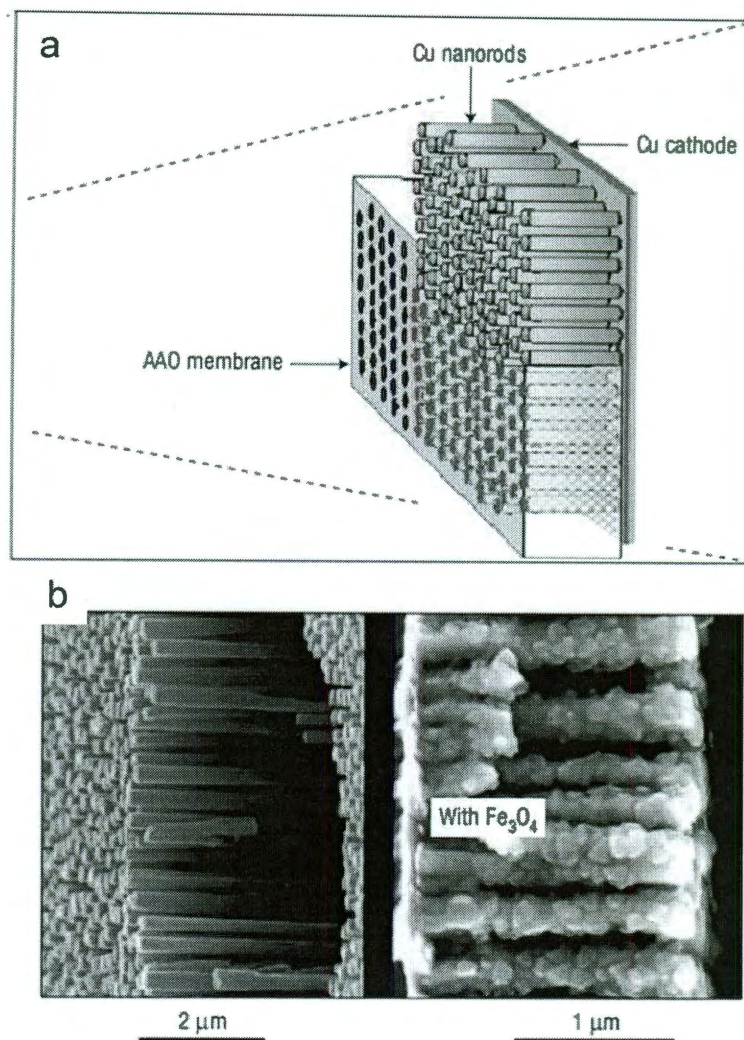 a
Cu nanorods
Cu cathode
AAO membrane
b
With Fe₃O₄
2 μm
1 μm